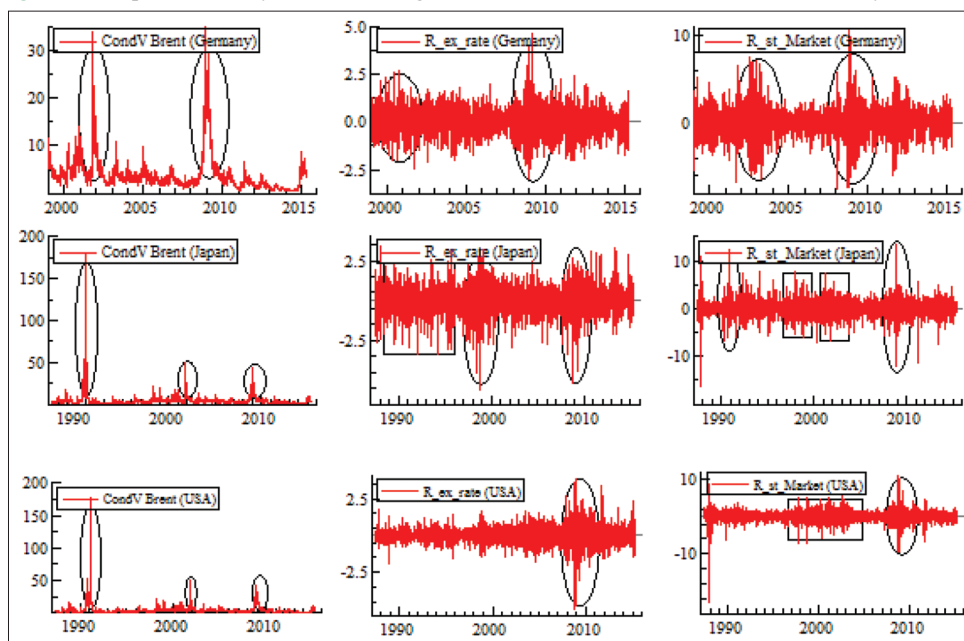 CondV Brent (Germany)
30
20
10
2000 2005 2010 2015
R_ex_rate (Germany)
5.0
2.5
0.0
-2.5
2000 2005 2010 2015
R_st_Market (Germany)
10
0
2000 2005 2010 2015
CondV Brent (Japan)
200
150
100
50
1990 2000 2010
R_ex_rate (Japan)
2.5
-2.5
1990 2000 2010
R_st_Market (Japan)
10
0
-10
1990 2000 2010
CondV Brent (USA)
200
150
100
50
1990 2000 2010
R_ex_rate (USA)
2.5
-2.5
1990 2000 2010
R_st_Market (USA)
10
0
-10
1990 2000 2010